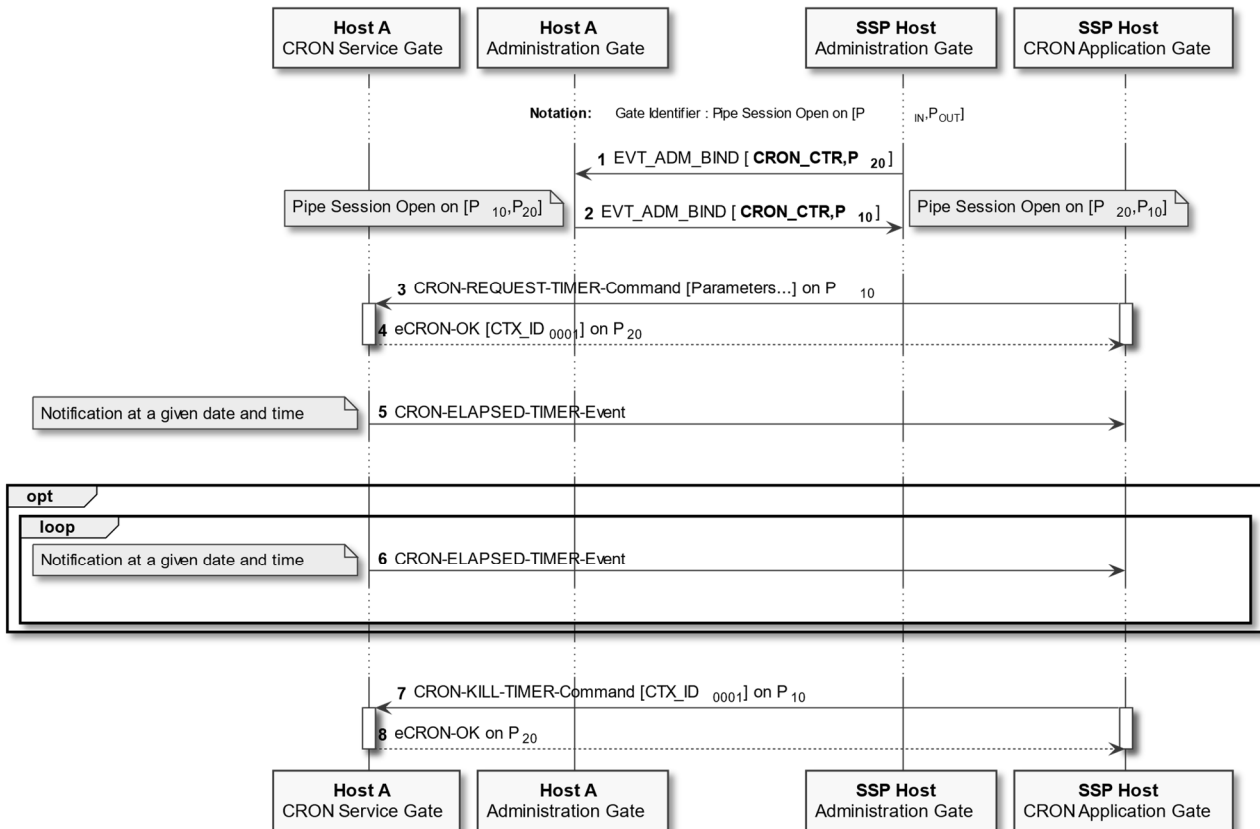 Host A
CRON Service Gate
Host A
Administration Gate
SSP Host
Administration Gate
SSP Host
CRON Application Gate
Notation: Gate Identifier : Pipe Session Open on [P IN,POUT]
1 EVT_ADM_BIND [ CRON_CTR,P 20 ]
Pipe Session Open on [P 10,P20]
2 EVT_ADM_BIND [ CRON_CTR,P 10 ]
Pipe Session Open on [P 20,P10]
3 CRON-REQUEST-TIMER-Command [Parameters...] on P 10
4 eCRON-OK [CTX_ID 0001] on P 20
Notification at a given date and time
5 CRON-ELAPSED-TIMER-Event
opt
loop
Notification at a given date and time
6 CRON-ELAPSED-TIMER-Event
7 CRON-KILL-TIMER-Command [CTX_ID 0001] on P 10
8 eCRON-OK on P 20
Host A
CRON Service Gate
Host A
Administration Gate
SSP Host
Administration Gate
SSP Host
CRON Application Gate